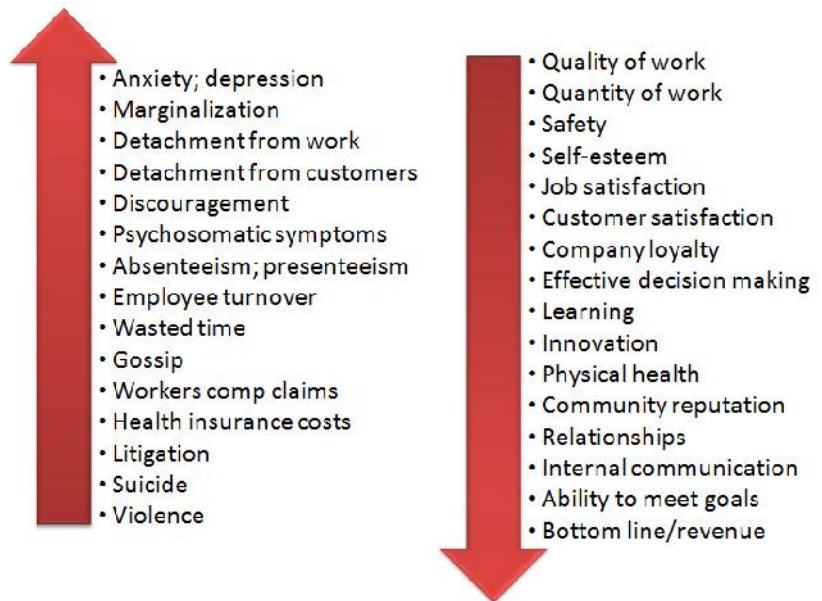 • Anxiety; depression
• Marginalization
• Detachment from work
• Detachment from customers
• Discouragement
• Psychosomatic symptoms
• Absenteeism; presenteeism
• Employee turnover
• Wasted time
• Gossip
• Workers comp claims
• Health insurance costs
• Litigation
• Suicide
• Violence
• Quality of work
• Quantity of work
• Safety
• Self-esteem
• Job satisfaction
• Customer satisfaction
• Company loyalty
• Effective decision making
• Learning
• Innovation
• Physical health
• Community reputation
• Relationships
• Internal communication
• Ability to meet goals
• Bottom line/revenue